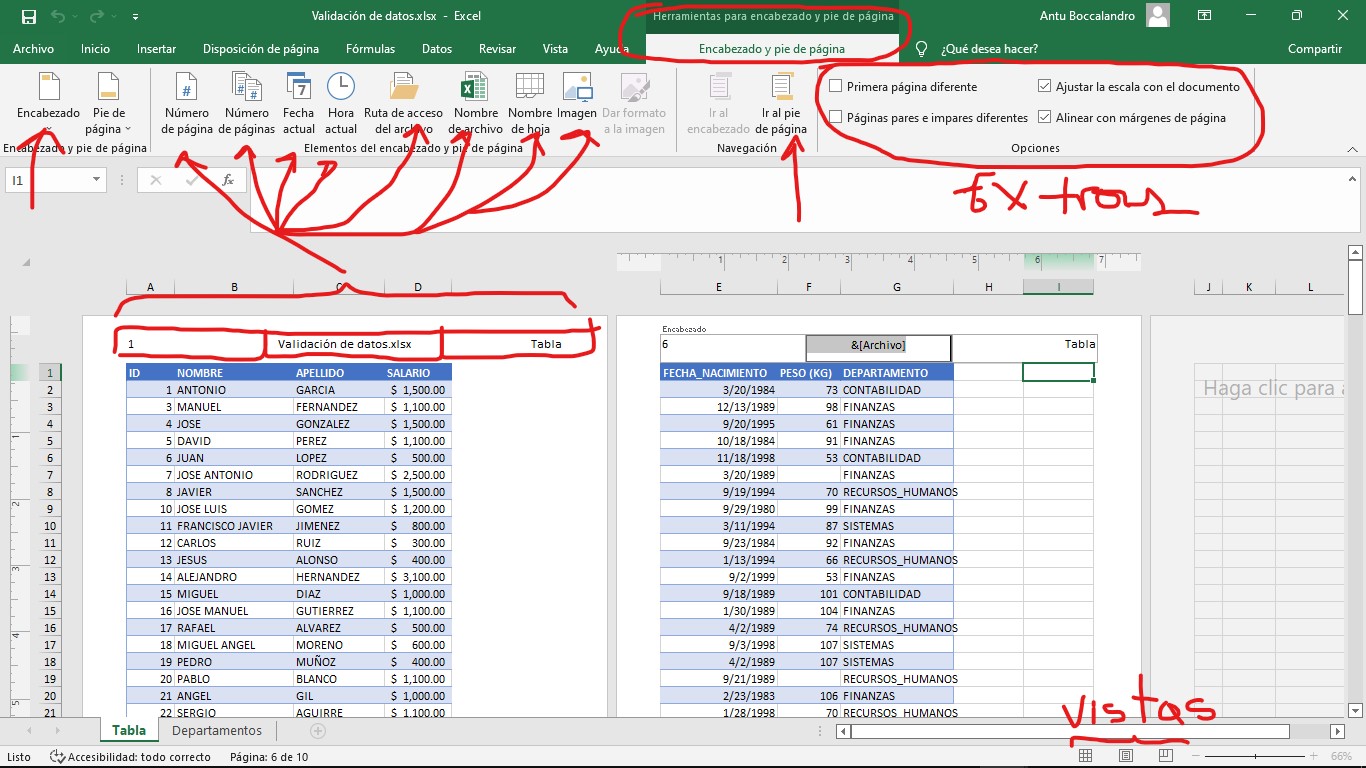 Validación de datos.xlsx - Excel
Herramientas para encabezado y pie de página
Antu Boccalandro
Archivo Inicio Insertar Disposición de página Fórmulas Datos Revisar Vista Ayuda Encabezado y pie de página ¿Qué desea hacer? Compartir
Encabezado
Pie de página
Número de página
Número de páginas
Fecha actual
Hora actual
Ruta de acceso del archivo
Nombre de archivo
Nombre de hoja
Imagen
Dar formato a la imagen
Ir al encabezado
Ir al pie de página
Primera página diferente
Ajustar la escala con el documento
Páginas pares e impares diferentes
Alinear con márgenes de página
Encabezado y pie de página
Elementos del encabezado y pie de página
Navegación
Opciones
I1
fx
Extras
1 2 3 4 5 6 7
A B C D E F G H I J K L
Encabezado
1 Validación de datos.xlsx Tabla
6 &[Archivo] Tabla
1 ID NOMBRE APELLIDO SALARIO FECHA_NACIMIENTO PESO (KG) DEPARTAMENTO
2 1 ANTONIO GARCIA $ 1,500.00 3/20/1984 73 CONTABILIDAD
Haga clic para a
3 3 MANUEL FERNANDEZ $ 1,100.00 12/13/1989 98 FINANZAS
4 4 JOSE GONZALEZ $ 1,500.00 9/20/1995 61 FINANZAS
5 5 DAVID PEREZ $ 1,100.00 10/18/1984 91 FINANZAS
6 6 JUAN LOPEZ $ 500.00 11/18/1998 53 CONTABILIDAD
7 7 JOSE ANTONIO RODRIGUEZ $ 2,500.00 3/20/1989 FINANZAS
8 8 JAVIER SANCHEZ $ 1,500.00 9/19/1994 70 RECURSOS_HUMANOS
9 10 JOSE LUIS GOMEZ $ 1,200.00 9/29/1980 99 FINANZAS
10 11 FRANCISCO JAVIER JIMENEZ $ 800.00 3/11/1994 87 SISTEMAS
11 12 CARLOS RUIZ $ 300.00 9/23/1984 92 FINANZAS
12 13 JESUS ALONSO $ 400.00 1/13/1994 66 RECURSOS_HUMANOS
13 14 ALEJANDRO HERNANDEZ $ 3,100.00 9/2/1999 53 FINANZAS
14 15 MIGUEL DIAZ $ 1,000.00 9/18/1989 101 CONTABILIDAD
15 16 JOSE MANUEL GUTIERREZ $ 1,100.00 1/30/1989 104 FINANZAS
16 17 RAFAEL ALVAREZ $ 500.00 4/2/1989 74 RECURSOS_HUMANOS
17 18 MIGUEL ANGEL MORENO $ 600.00 9/3/1998 107 SISTEMAS
18 19 PEDRO MUÑOZ $ 400.00 4/2/1989 107 SISTEMAS
19 20 PABLO BLANCO $ 1,100.00 9/21/1989 RECURSOS_HUMANOS
20 21 ANGEL GIL $ 1,000.00 2/23/1983 106 FINANZAS
21 22 SERGIO AGUIRRE $ 1,100.00 1/28/1998 70 RECURSOS_HUMANOS
vistas
Tabla Departamentos
Listo Accesibilidad: todo correcto Página: 6 de 10 66%